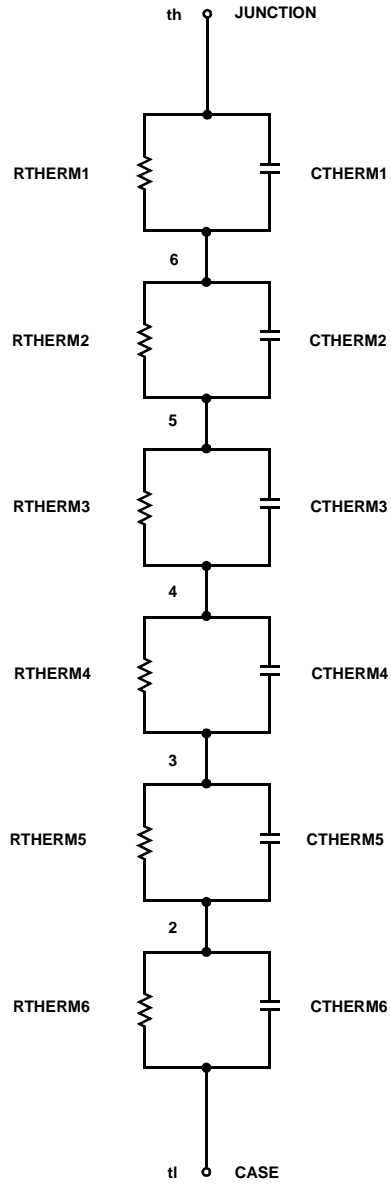 th JUNCTION
RTHERM1 CTHERM1
6
RTHERM2 CTHERM2
5
RTHERM3 CTHERM3
4
RTHERM4 CTHERM4
3
RTHERM5 CTHERM5
2
RTHERM6 CTHERM6
tl CASE